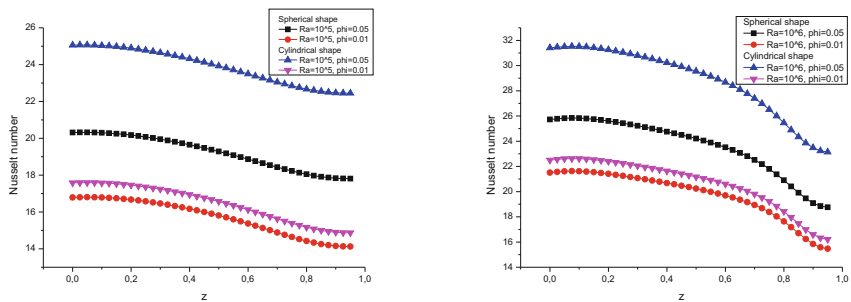 Spherical shape
Ra=10^5, phi=0.05
Ra=10^5, phi=0.01
Cylindrical shape
Ra=10^5, phi=0.05
Ra=10^5, phi=0.01
26
24
22
20
18
16
14
Nusselt number
0,0 0,2 0,4 0,6 0,8 1,0
z
Spherical shape
Ra=10^6, phi=0.05
Ra=10^6, phi=0.01
Cylindrical shape
Ra=10^6, phi=0.05
Ra=10^6, phi=0.01
34
32
30
28
26
24
22
20
18
16
14
Nusselt number
0,0 0,2 0,4 0,6 0,8 1,0
z